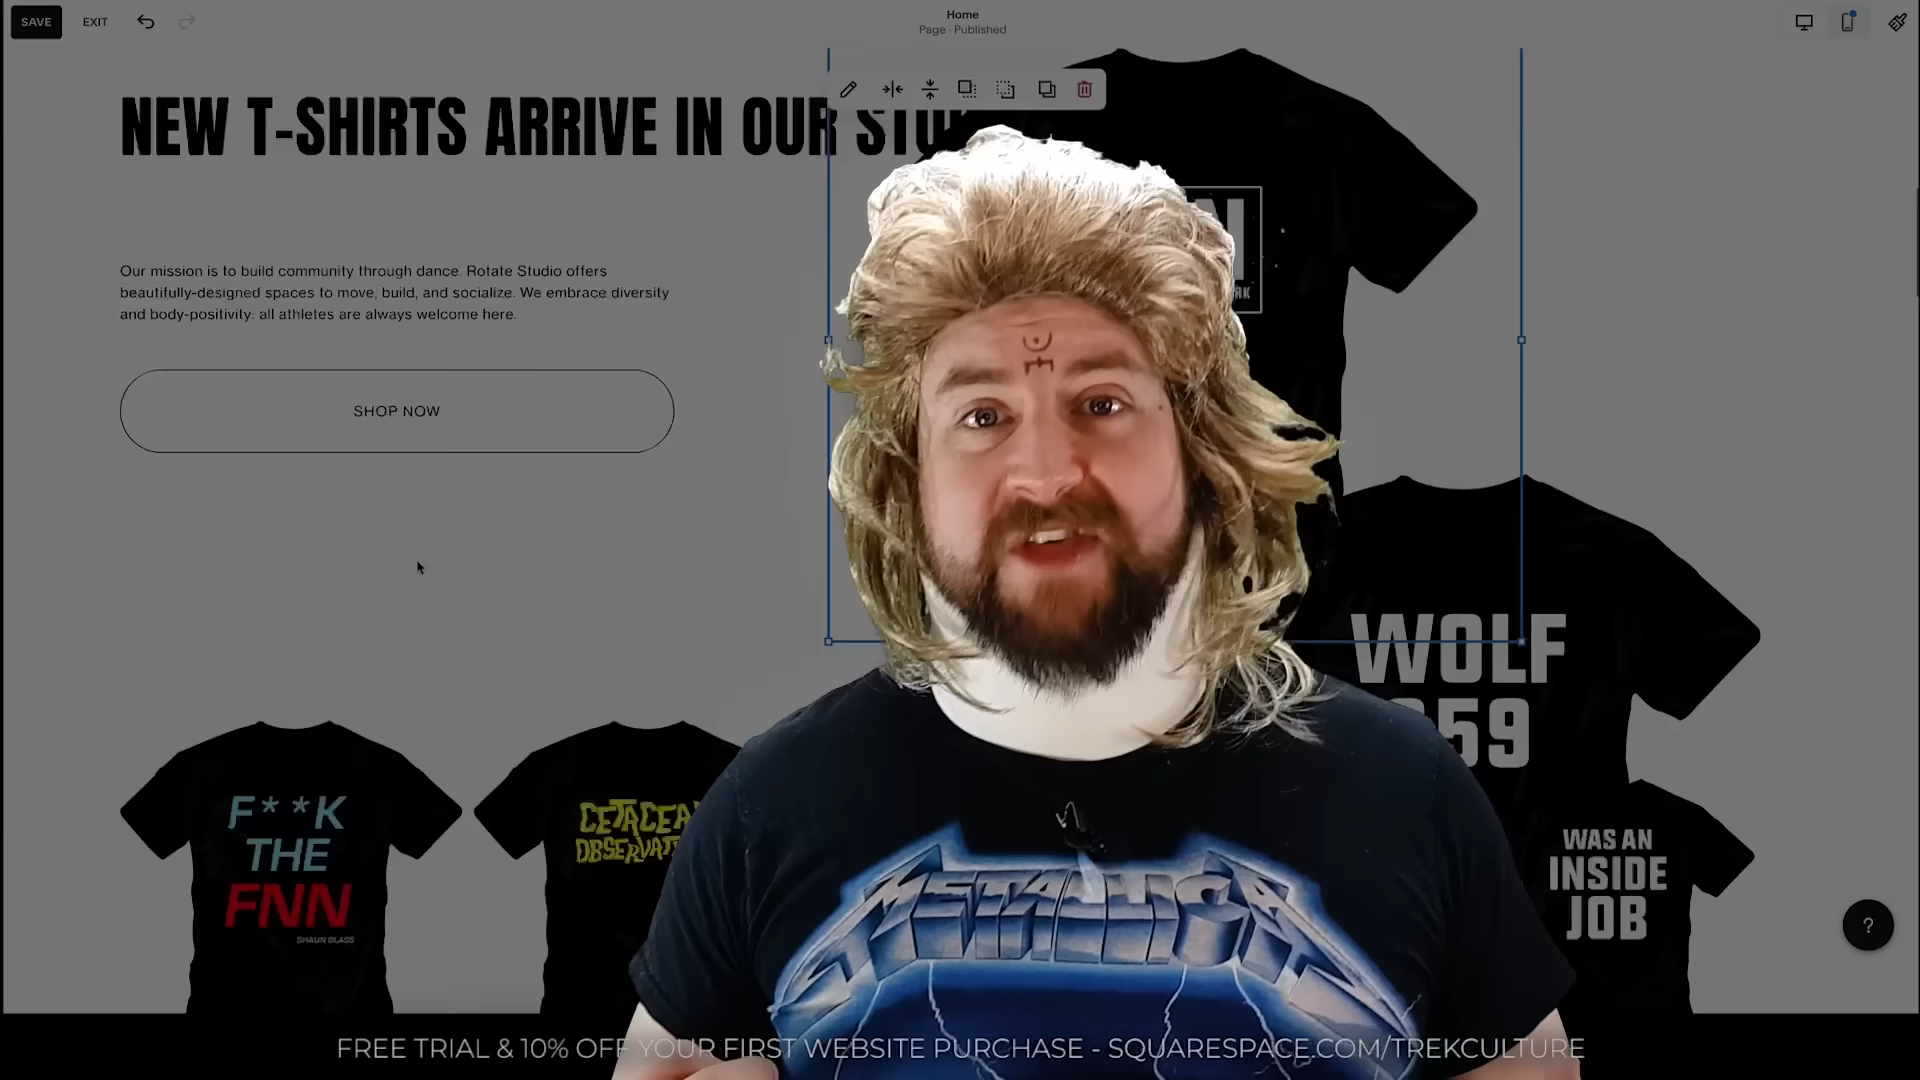 SAVE
EXIT
Home
Page · Published
NEW T-SHIRTS ARRIVE IN OUR
Our mission is to build community through dance. Rotate Studio offers
beautifully-designed spaces to move, build, and socialize. We embrace diversity
and body-positivity: all athletes are always welcome here.
SHOP NOW
WOLF
WAS AN
INSIDE
JOB
F**K
THE
FNN
SHAUN BLASS
METALLICA
?
FREE TRIAL & 10% OFF YOUR FIRST WEBSITE PURCHASE - SQUARESPACE.COM/TREKCULTURE